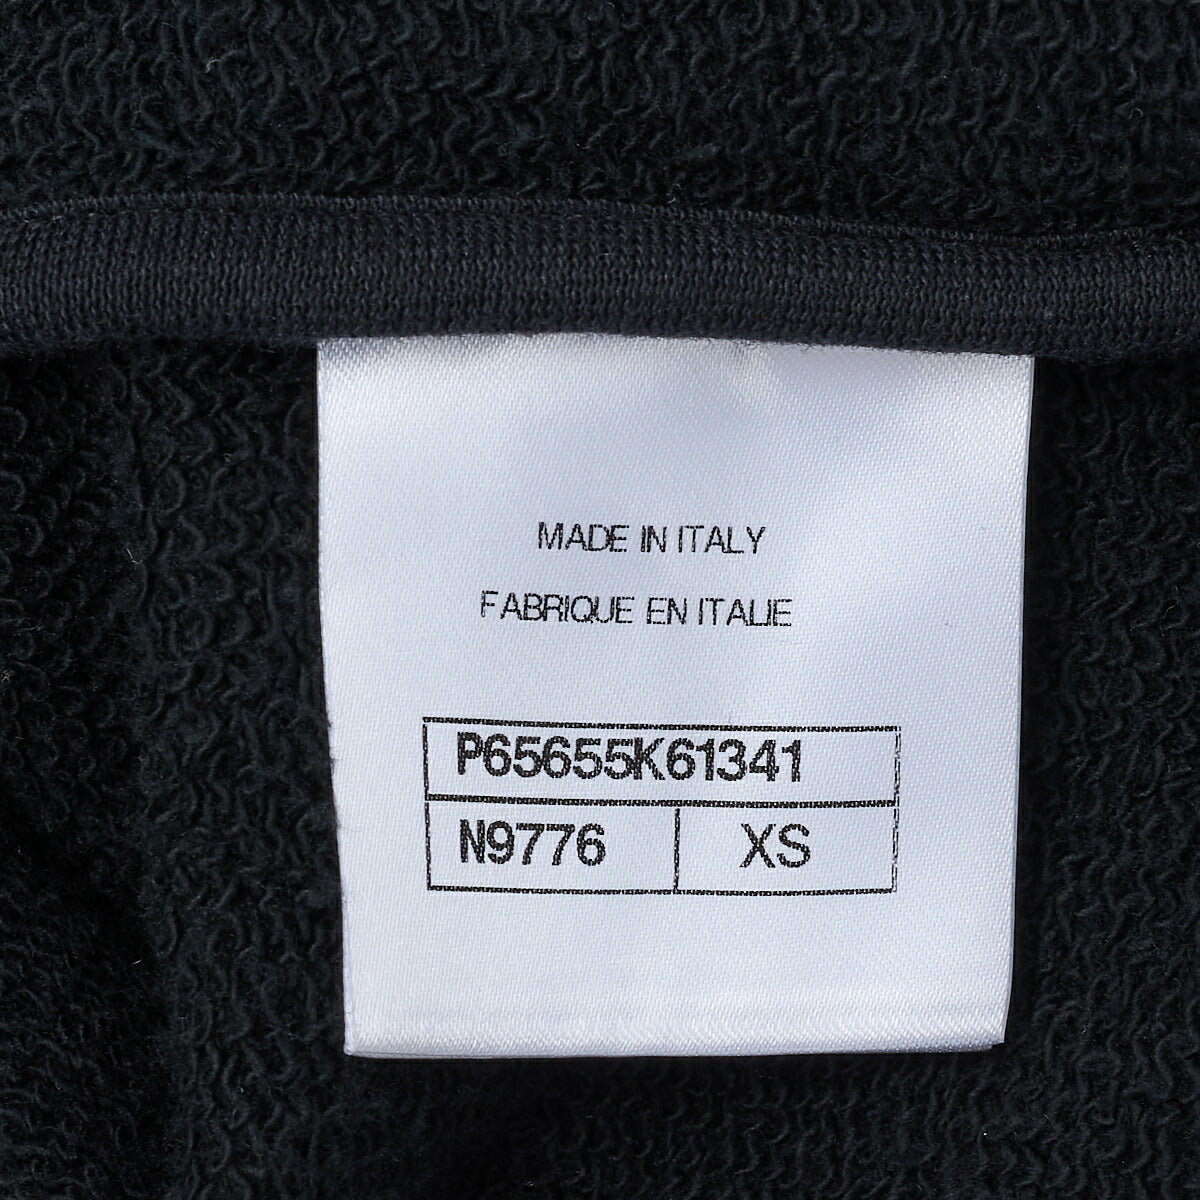 MADE IN ITALY
FABRIQUE EN ITALIE
P65655K61341
N9776 XS